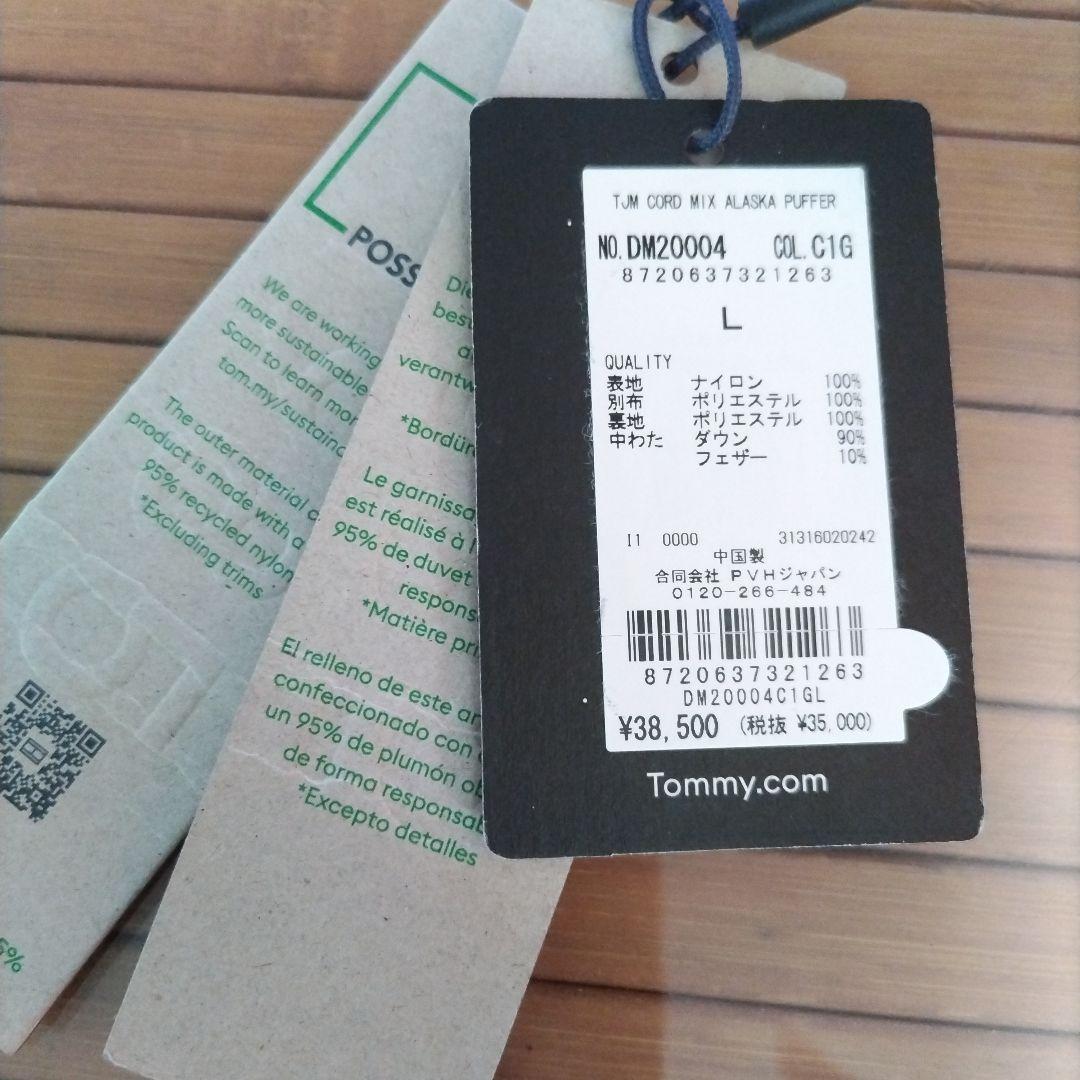 POSS
We are working
more sustainable
Scan to learn mor
tom.my/sustain
The outer material o
product is made with a
95% recycled nylon
*Excluding trims
5%
Die
best
a
verantw
*Bordür
Le garnissa
est réalisé à l
95% de duvet
respons
*Matière pri
El relleno de este ar
confeccionado con
un 95% de plumón ob
de forma responsab
*Excepto detalles
TJM CORD MIX ALASKA PUFFER
NO.DM20004 COL.C1G
8720637321263
L
QUALITY
表地 ナイロン 100%
別布 ポリエステル 100%
裏地 ポリエステル 100%
中わた ダウン 90%
フェザー 10%
I1 0000 31316020242
中国製
合同会社 PVHジャパン
0120-266-484
8720637321263
DM20004C1GL
¥38,500 (税抜 ¥35,000)
Tommy.com